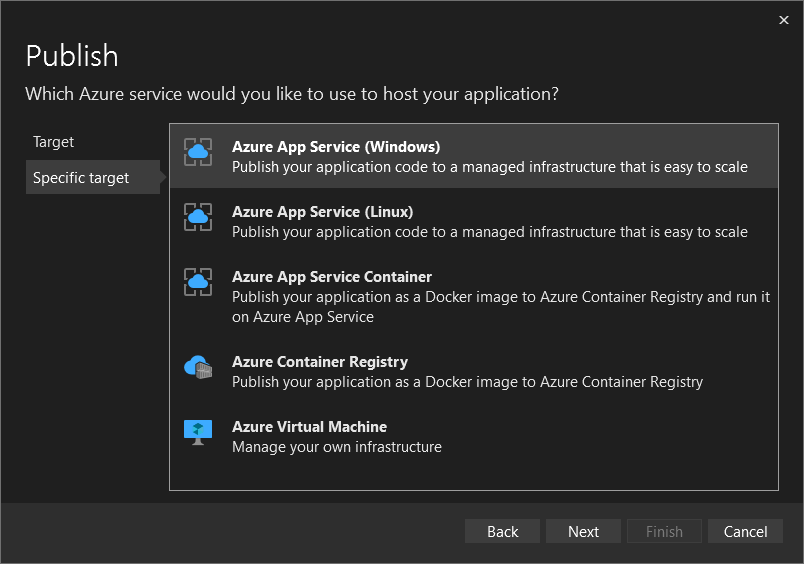 Publish
Which Azure service would you like to use to host your application?
Target
Specific target
Azure App Service (Windows)
Publish your application code to a managed infrastructure that is easy to scale
Azure App Service (Linux)
Publish your application code to a managed infrastructure that is easy to scale
Azure App Service Container
Publish your application as a Docker image to Azure Container Registry and run it
on Azure App Service
Azure Container Registry
Publish your application as a Docker image to Azure Container Registry
Azure Virtual Machine
Manage your own infrastructure
Back
Next
Finish
Cancel